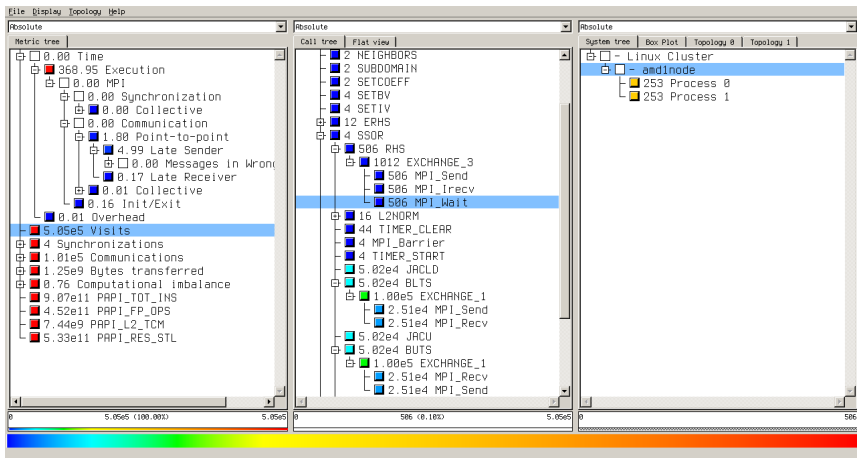 File Display Topology Help
Absolute
Metric tree
0.00 Time
368.95 Execution
0.00 MPI
0.00 Synchronization
0.00 Collective
0.00 Communication
1.80 Point-to-point
4.99 Late Sender
0.00 Messages in Wron
0.17 Late Receiver
0.01 Collective
0.16 Init/Exit
0.01 Overhead
5.05e5 Visits
4 Synchronizations
1.01e5 Communications
1.25e9 Bytes transferred
0.76 Computational imbalance
9.07e11 PAPI_TOT_INS
4.52e11 PAPI_FP_OPS
7.44e9 PAPI_L2_TCM
5.33e11 PAPI_RES_STL
0 5.05e5 (100.00%) 5.05e5
Absolute
Call tree Flat view
2 NEIGHBORS
2 SUBDOMAIN
2 SETCOEFF
4 SETBV
4 SETIV
12 ERHS
4 SSOR
506 RHS
1012 EXCHANGE_3
506 MPI_Send
506 MPI_Irecv
506 MPI_Wait
16 L2NORM
44 TIMER_CLEAR
4 MPI_Barrier
4 TIMER_START
5.02e4 JACLD
5.02e4 BLTS
1.00e5 EXCHANGE_1
2.51e4 MPI_Send
2.51e4 MPI_Recv
5.02e4 JACU
5.02e4 BUTS
1.00e5 EXCHANGE_1
2.51e4 MPI_Recv
2.51e4 MPI_Send
0 506 (0.10%) 5.05e5
Absolute
System tree Box Plot Topology 0 Topology 1
- Linux Cluster
- amd1node
253 Process 0
253 Process 1
0 506